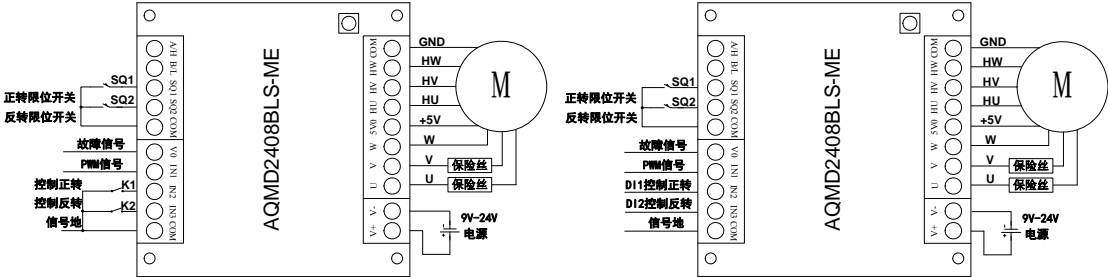 AQMD2408BLS-ME
A/H
B/L
SQ1
SQ2
COM
V0
IN1
IN2
IN3
COM
COM
HW
HV
HU
5V0
W
V
U
V-
V+
SQ1
正转限位开关
SQ2
反转限位开关
故障信号
PWM信号
控制正转
K1
控制反转
K2
信号地
GND
HW
HV
HU
+5V
W
V
保险丝
U
保险丝
M
9V-24V
电源
AQMD2408BLS-ME
A/H
B/L
SQ1
SQ2
COM
V0
IN1
IN2
IN3
COM
COM
HW
HV
HU
5V0
W
V
U
V-
V+
SQ1
正转限位开关
SQ2
反转限位开关
故障信号
PWM信号
DI1控制正转
DI2控制反转
信号地
GND
HW
HV
HU
+5V
W
V
保险丝
U
保险丝
M
9V-24V
电源